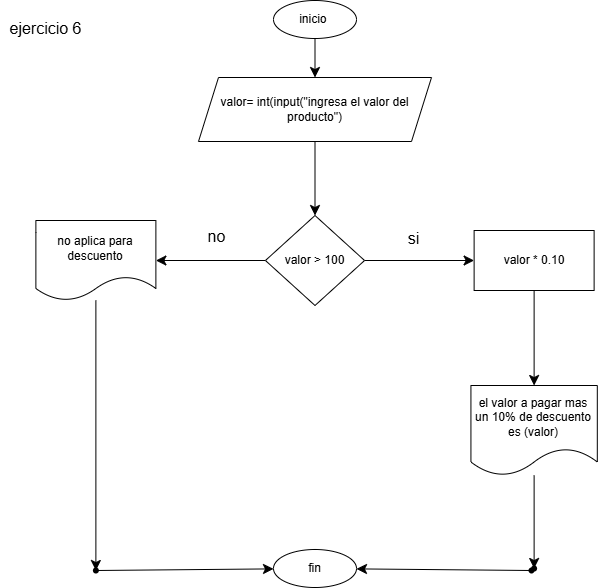 ejercicio 6
inicio
valor= int(input("ingresa el valor del
producto")
no
si
no aplica para
descuento
valor > 100
valor * 0.10
el valor a pagar mas
un 10% de descuento
es (valor)
fin